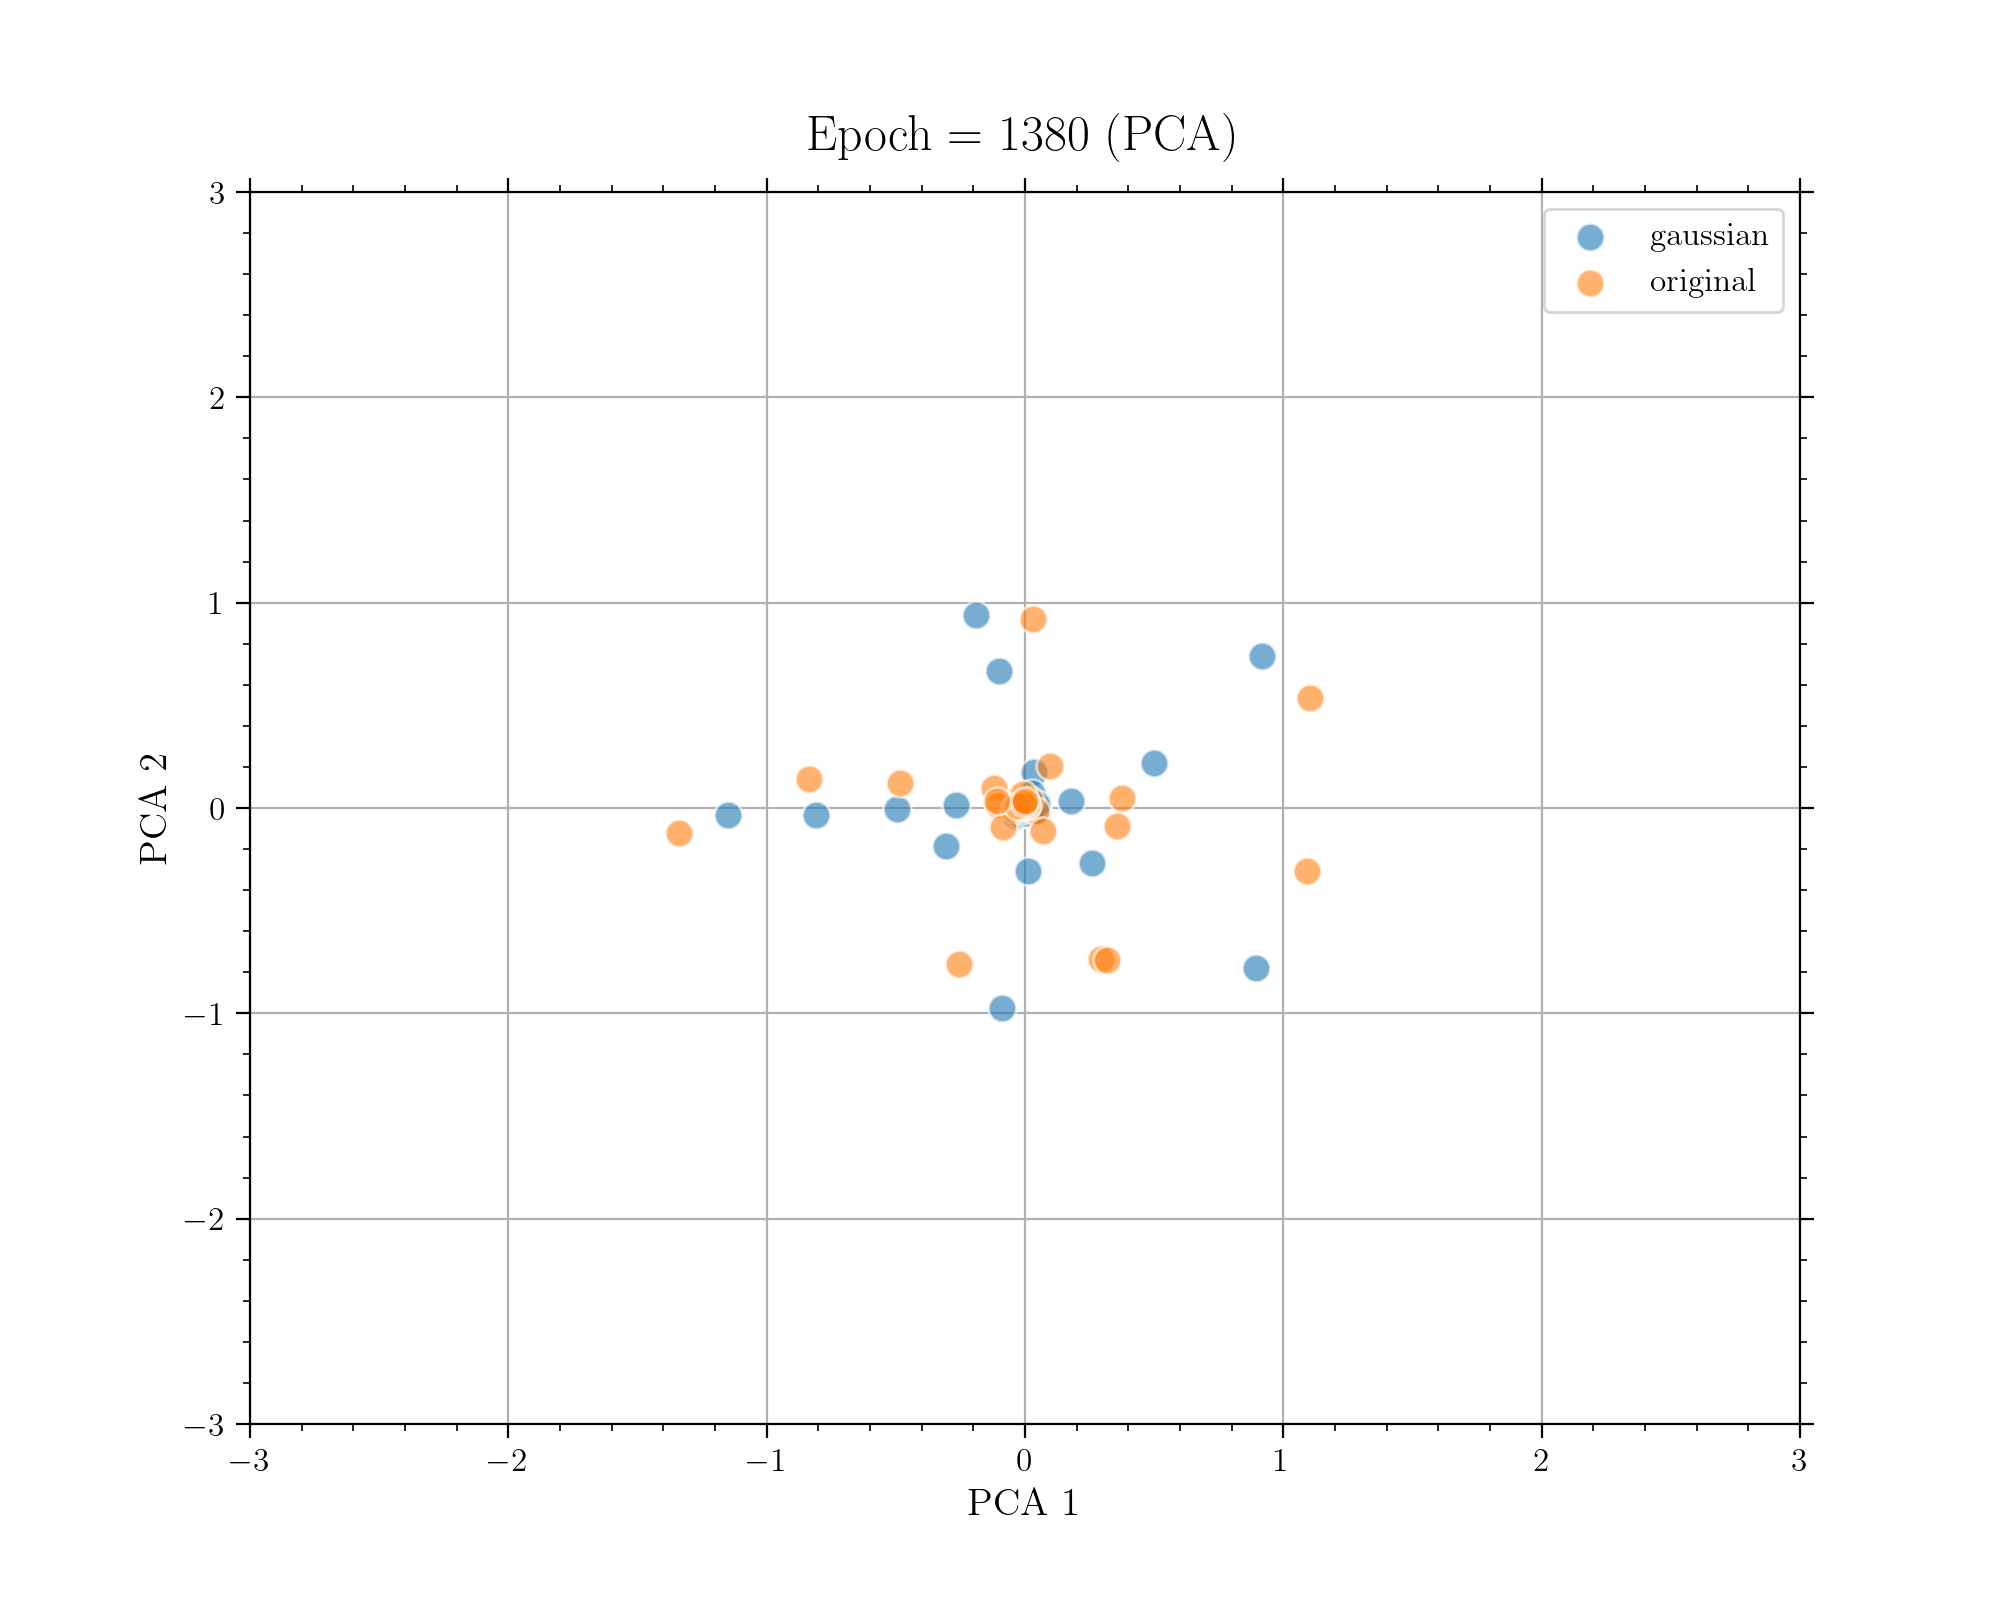 Epoch = 1380 (PCA)
gaussian
original
3
2
1
0
−1
−2
−3
PCA 2
−3 −2 −1 0 1 2 3
PCA 1